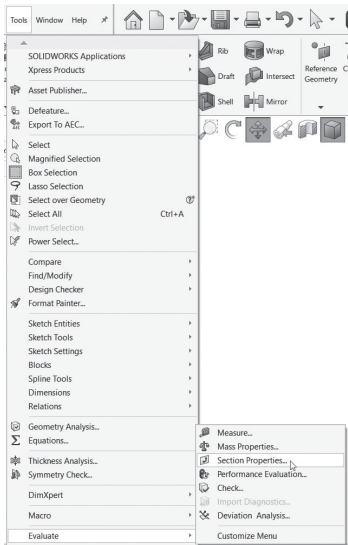 Tools Window Help
SOLIDWORKS Applications
Xpress Products
Asset Publisher...
Defeature...
Export To AEC...
Select
Magnified Selection
Box Selection
Lasso Selection
Select over Geometry
Select All Ctrl+A
Invert Selection
Power Select...
Compare
Find/Modify
Design Checker
Format Painter...
Sketch Entities
Sketch Tools
Sketch Settings
Blocks
Spline Tools
Dimensions
Relations
Geometry Analysis...
Equations...
Thickness Analysis...
Symmetry Check...
DimXpert
Macro
Evaluate
Rib Wrap
Draft Intersect
Reference
Geometry
Shell Mirror
Measure...
Mass Properties...
Section Properties...
Performance Evaluation...
Check...
Import Diagnostics...
Deviation Analysis...
Customize Menu